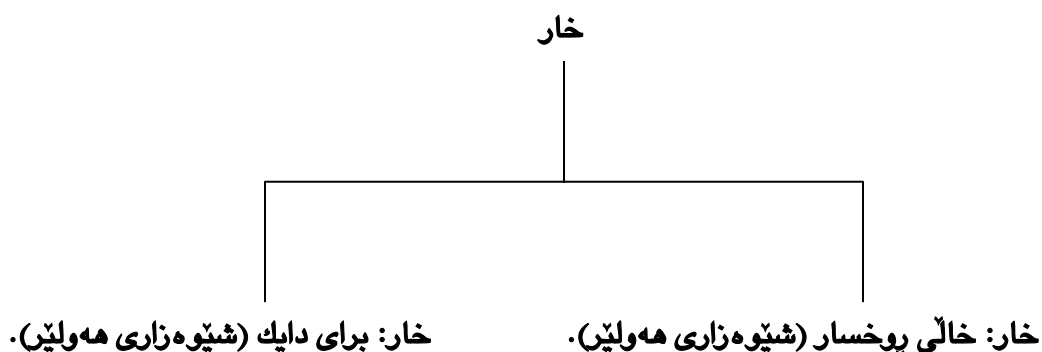 خار
خار: خاڵی ڕوخسار (شێوەزاری هەولێر).
خار: برای دایك (شێوەزاری هەولێر).